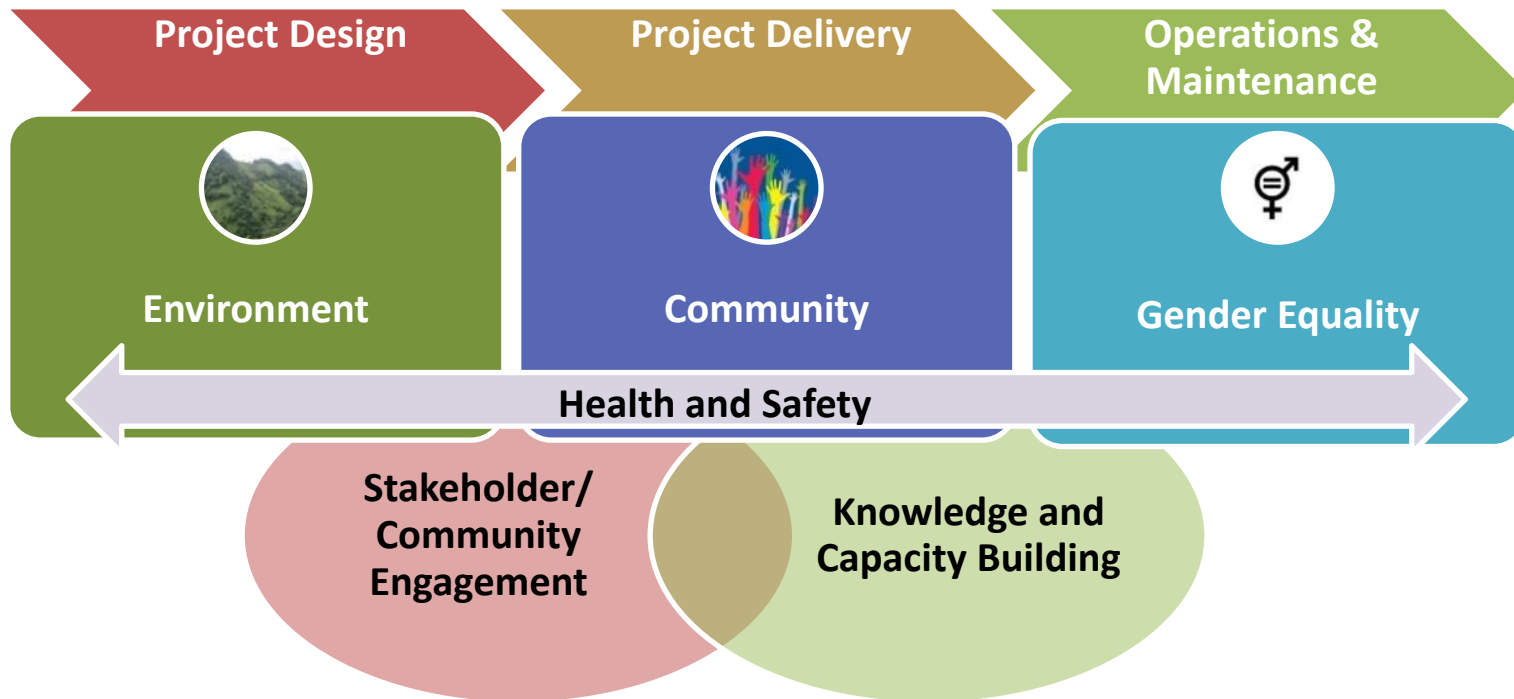 Project Design
Project Delivery
Operations &
Maintenance
Environment
Community
Gender Equality
Health and Safety
Stakeholder/
Community
Engagement
Knowledge and
Capacity Building